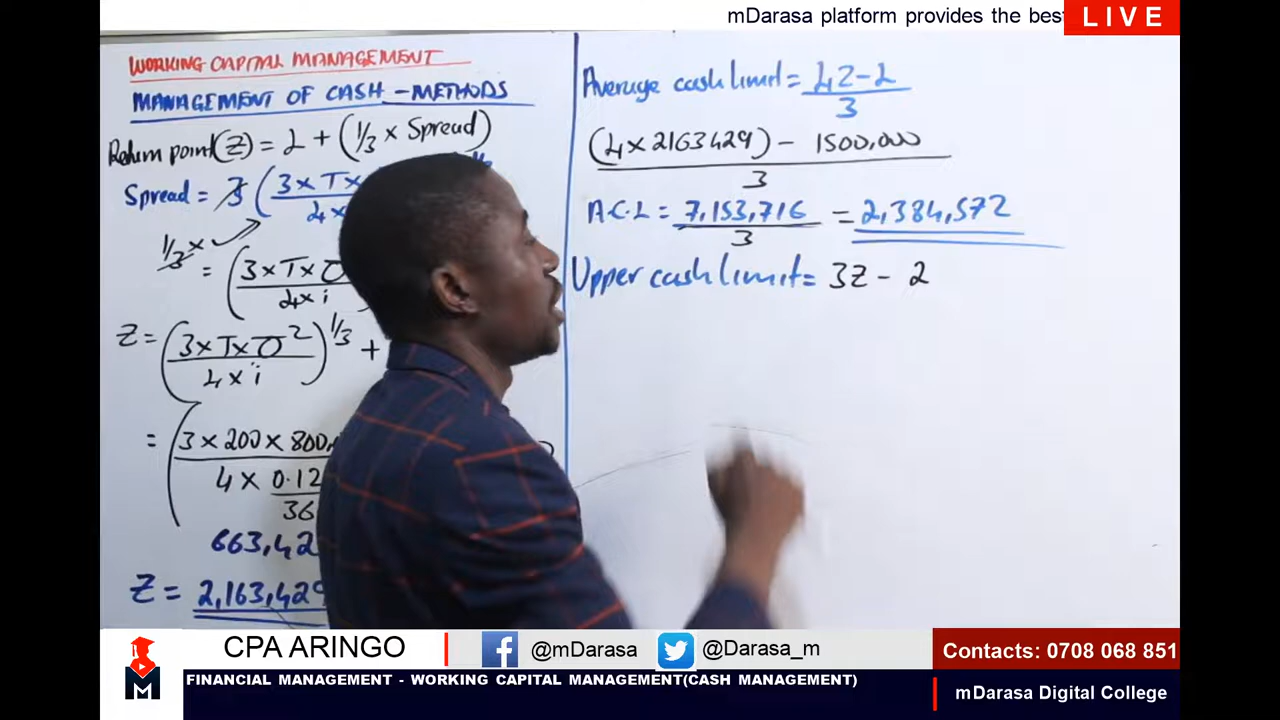 mDarasa platform provides the bes
LIVE
WORKING CAPITAL MANAGEMENT
MANAGEMENT OF CASH - METHODS
Return point(Z) = L + (1/3 × Spread)
Spread = 3 (3×T×
4×
1/3 ×
= (3×T×σ
4×i
Z = (3×T×σ²)^1/3 +
4×i
= (3 × 200 × 800,
4 × 0.12
36
663,42
Z = 2,163,429
Average cash limit = 4Z - L
3
(4 × 2163429) - 1500,000
3
A.C.L = 7,153,716 = 2,384,572
3
Upper cash limit = 3Z - 2
CPA ARINGO
@mDarasa
@Darasa_m
Contacts: 0708 068 851
FINANCIAL MANAGEMENT - WORKING CAPITAL MANAGEMENT(CASH MANAGEMENT)
mDarasa Digital College